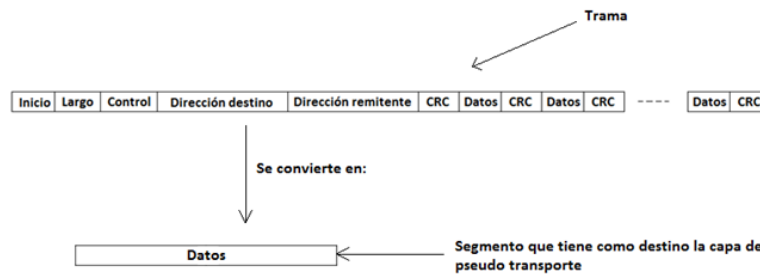 Trama
Inicio Largo Control Dirección destino Dirección remitente CRC Datos CRC Datos CRC ---- Datos CRC
Se convierte en:
Datos
Segmento que tiene como destino la capa de
pseudo transporte